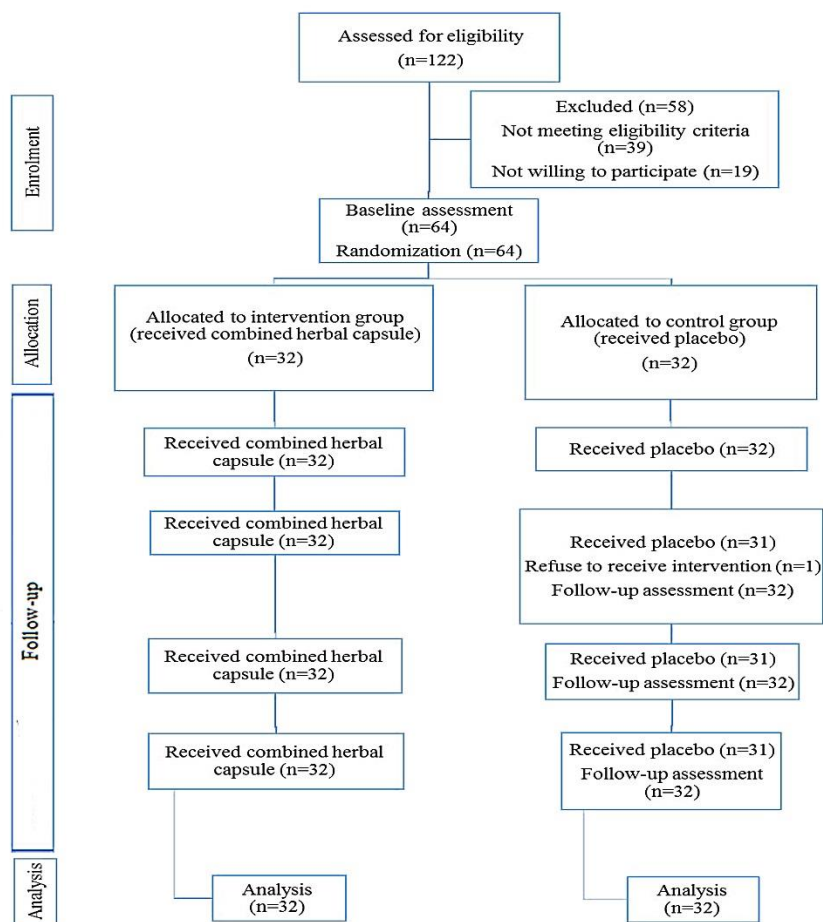 Assessed for eligibility
(n=122)
Enrolment
Excluded (n=58)
Not meeting eligibility criteria
(n=39)
Not willing to participate (n=19)
Baseline assessment
(n=64)
Randomization (n=64)
Allocation
Allocated to intervention group
(received combined herbal capsule)
(n=32)
Allocated to control group
(received placebo)
(n=32)
Follow-up
Received combined herbal
capsule (n=32)
Received placebo (n=32)
Received combined herbal
capsule (n=32)
Received placebo (n=31)
Refuse to receive intervention (n=1)
Follow-up assessment (n=32)
Received combined herbal
capsule (n=32)
Received placebo (n=31)
Follow-up assessment (n=32)
Received combined herbal
capsule (n=32)
Received placebo (n=31)
Follow-up assessment
(n=32)
Analysis
Analysis
(n=32)
Analysis
(n=32)